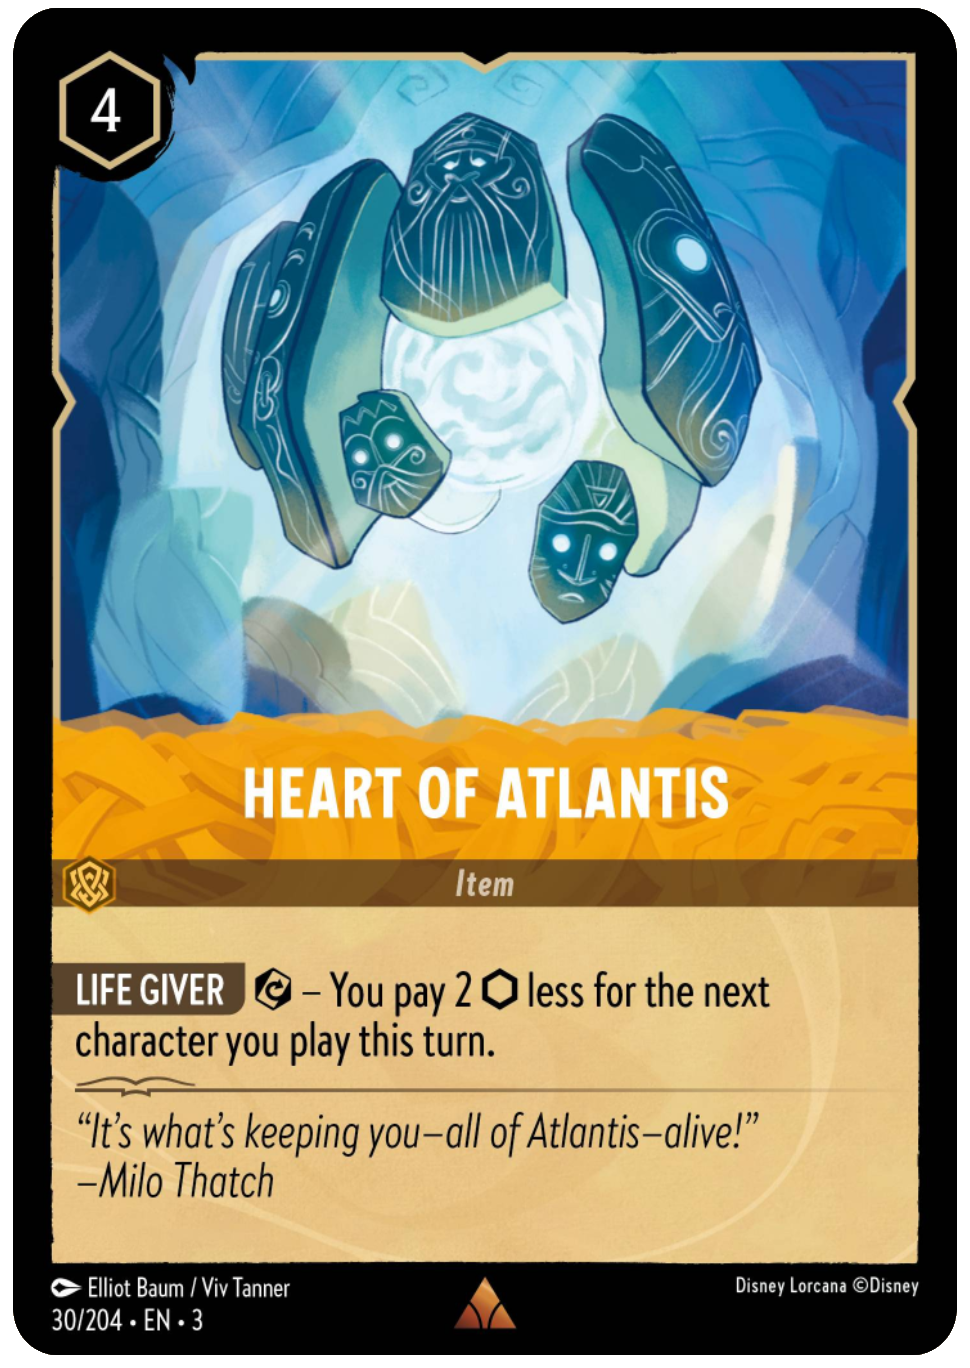 4
HEART OF ATLANTIS
Item
LIFE GIVER – You pay 2 less for the next
character you play this turn.
“It’s what’s keeping you–all of Atlantis–alive!”
–Milo Thatch
Elliot Baum / Viv Tanner
Disney Lorcana ©Disney
30/204 • EN • 3